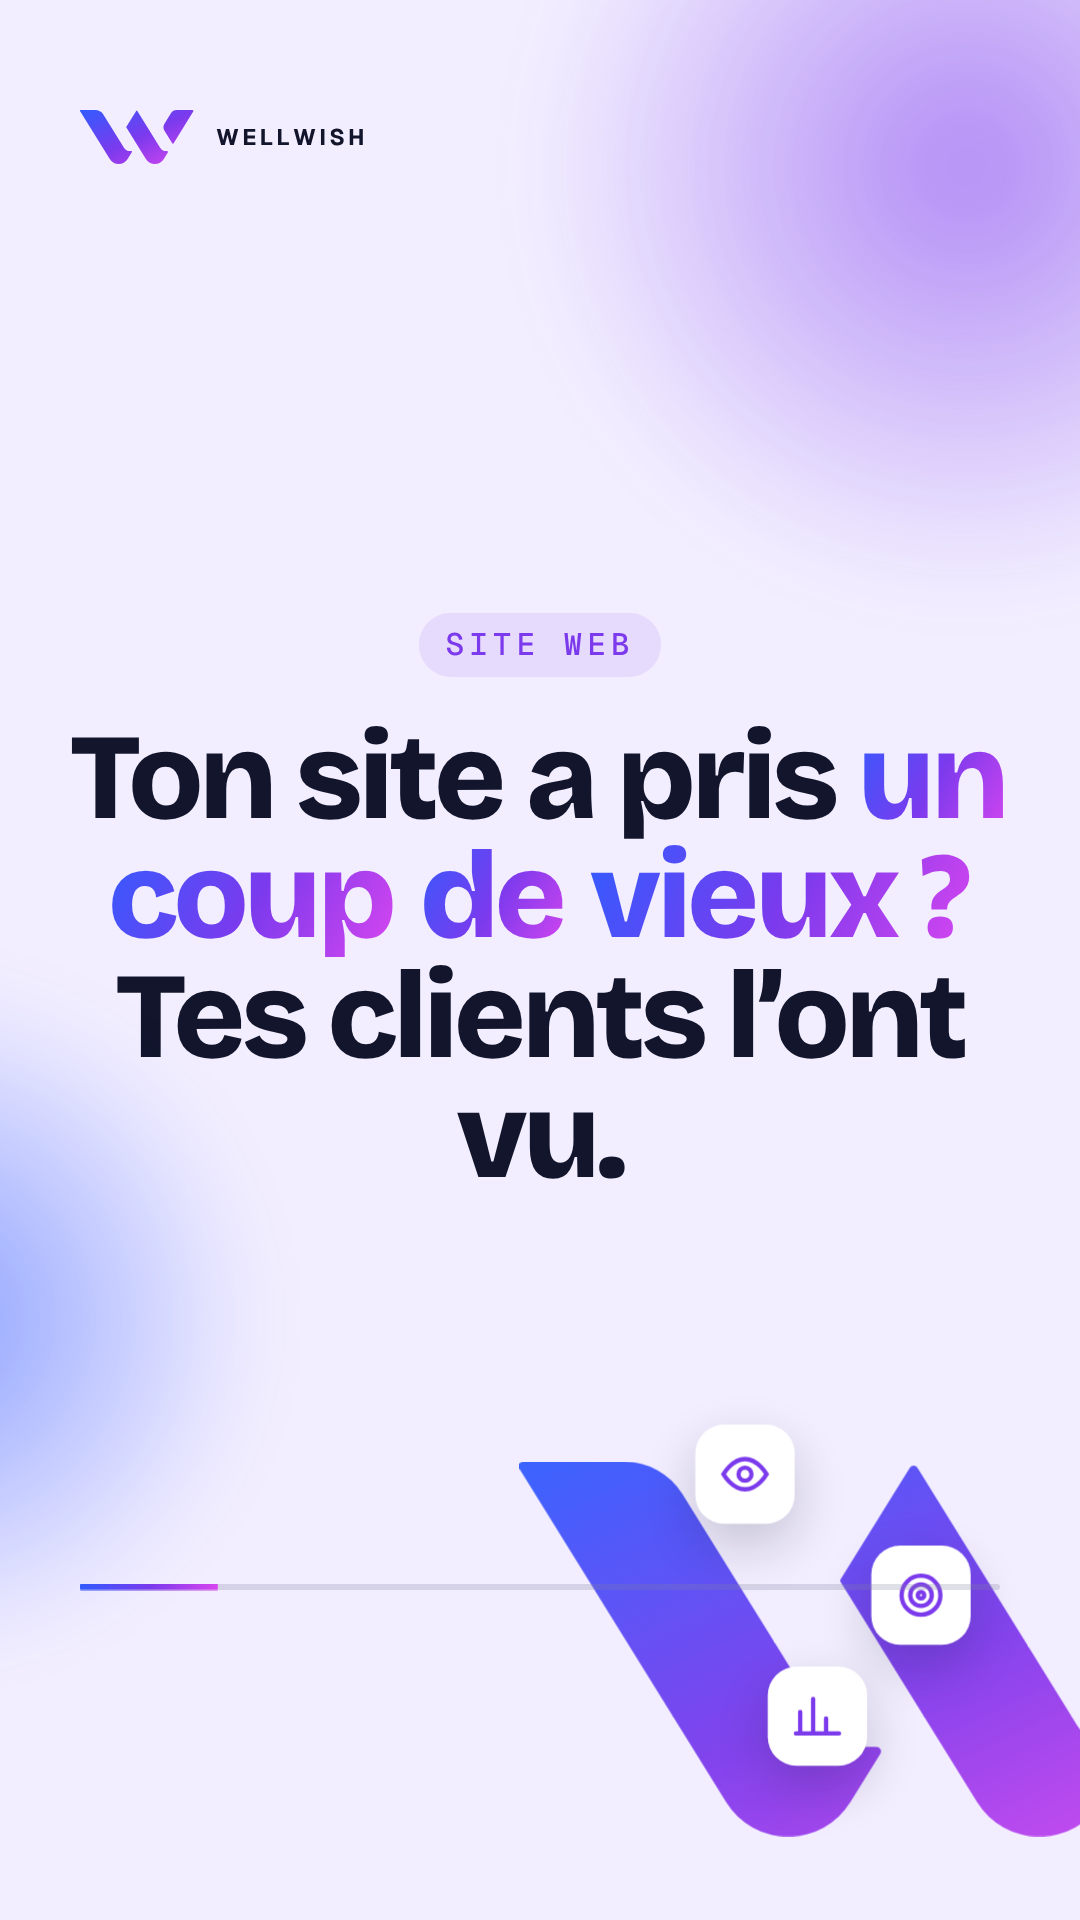 WELLWISH
SITE WEB
Ton site a pris un
coup de vieux ?
Tes clients l’ont
vu.